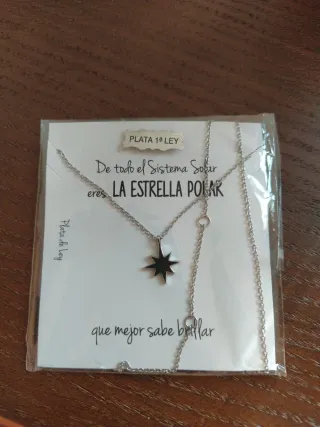 PLATA 1ª LEY
De todo el Sistema Solar
eres LA ESTRELLA POLAR
Plata de Ley
que mejor sabe brillar